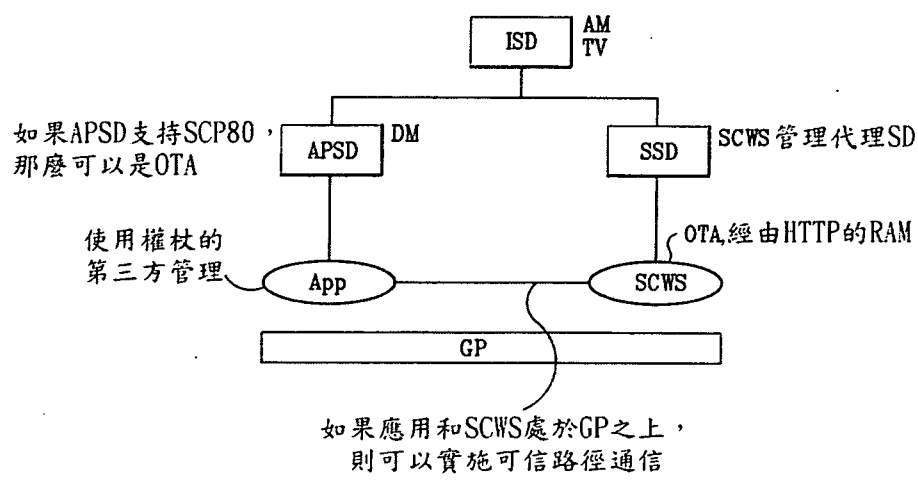 ISD
AM
TV
如果APSD支持SCP80，
那麼可以是OTA
APSD
DM
SSD
SCWS管理代理SD
使用權杖的
第三方管理
App
SCWS
OTA,經由HTTP的RAM
GP
如果應用和SCWS處於GP之上，
則可以實施可信路徑通信